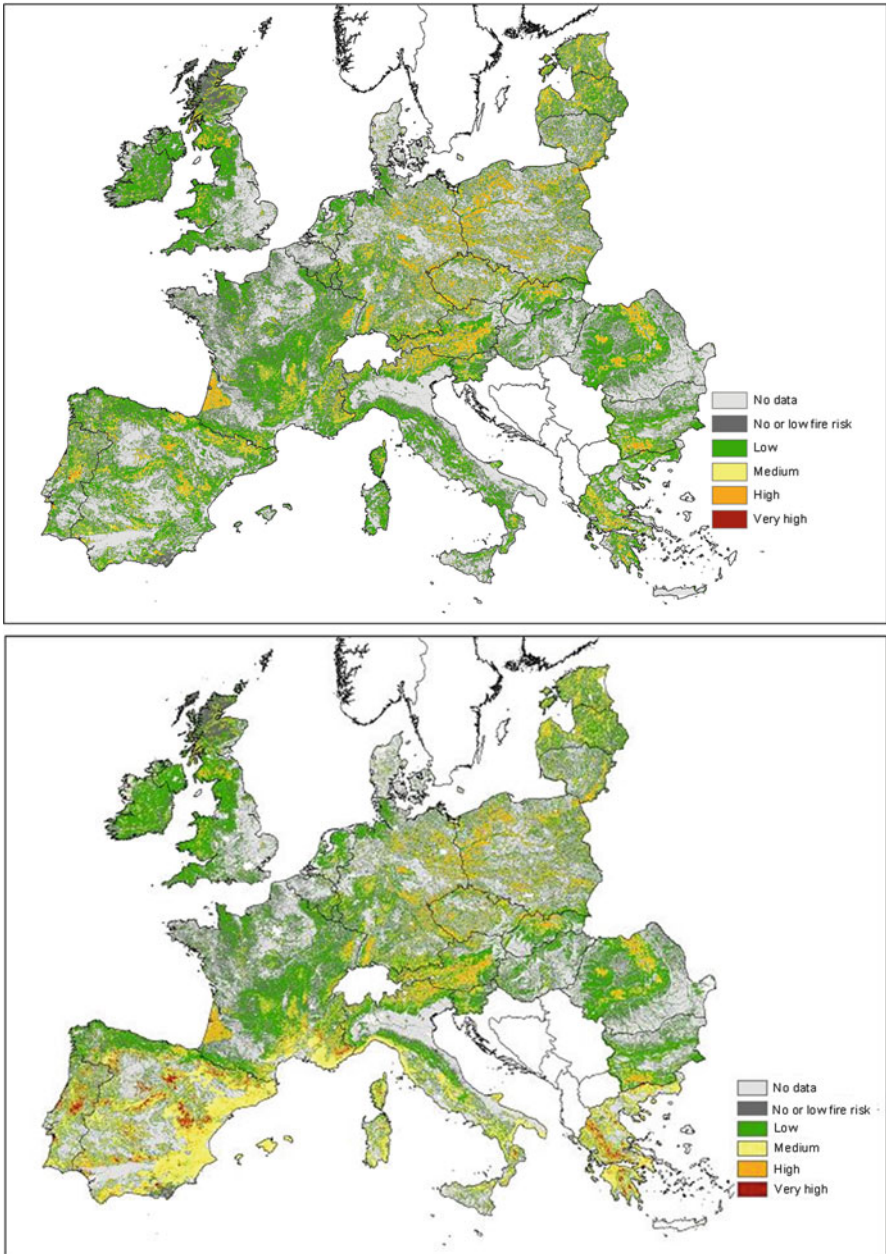 No data
No or low fire risk
Low
Medium
High
Very high
No data
No or low fire risk
Low
Medium
High
Very high